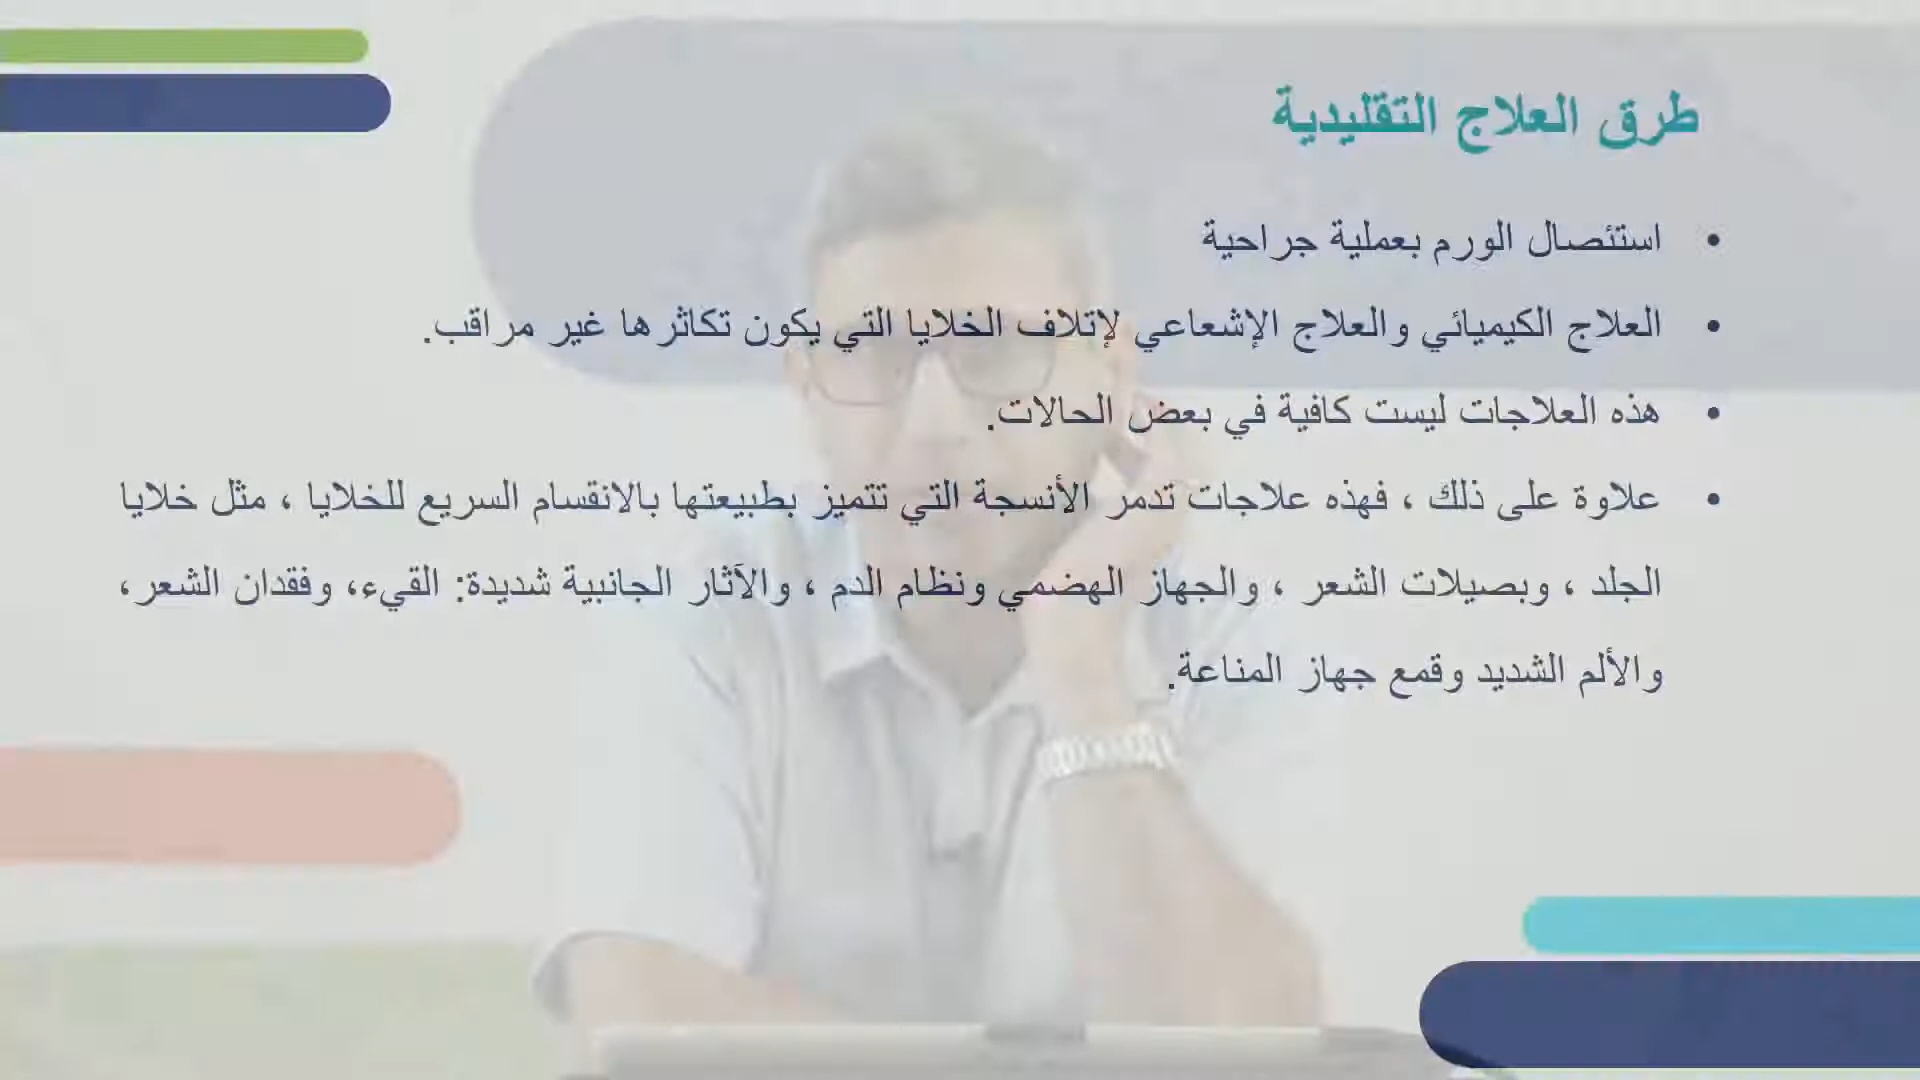 طرق العلاج التقليدية
• استئصال الورم بعملية جراحية
• العلاج الكيميائي والعلاج الإشعاعي لإتلاف الخلايا التي يكون تكاثرها غير مراقب.
• هذه العلاجات ليست كافية في بعض الحالات.
• علاوة على ذلك ، فهذه علاجات تدمر الأنسجة التي تتميز بطبيعتها بالانقسام السريع للخلايا ، مثل خلايا
الجلد ، وبصيلات الشعر ، والجهاز الهضمي ونظام الدم ، والآثار الجانبية شديدة: القيء، وفقدان الشعر،
والألم الشديد وقمع جهاز المناعة.